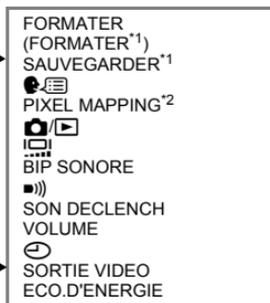 FORMATER
(FORMATER*1)
SAUVEGARDER*1
PIXEL MAPPING*2
BIP SONORE
SON DECLENCH
VOLUME
SORTIE VIDEO
ECO.D'ENERGIE